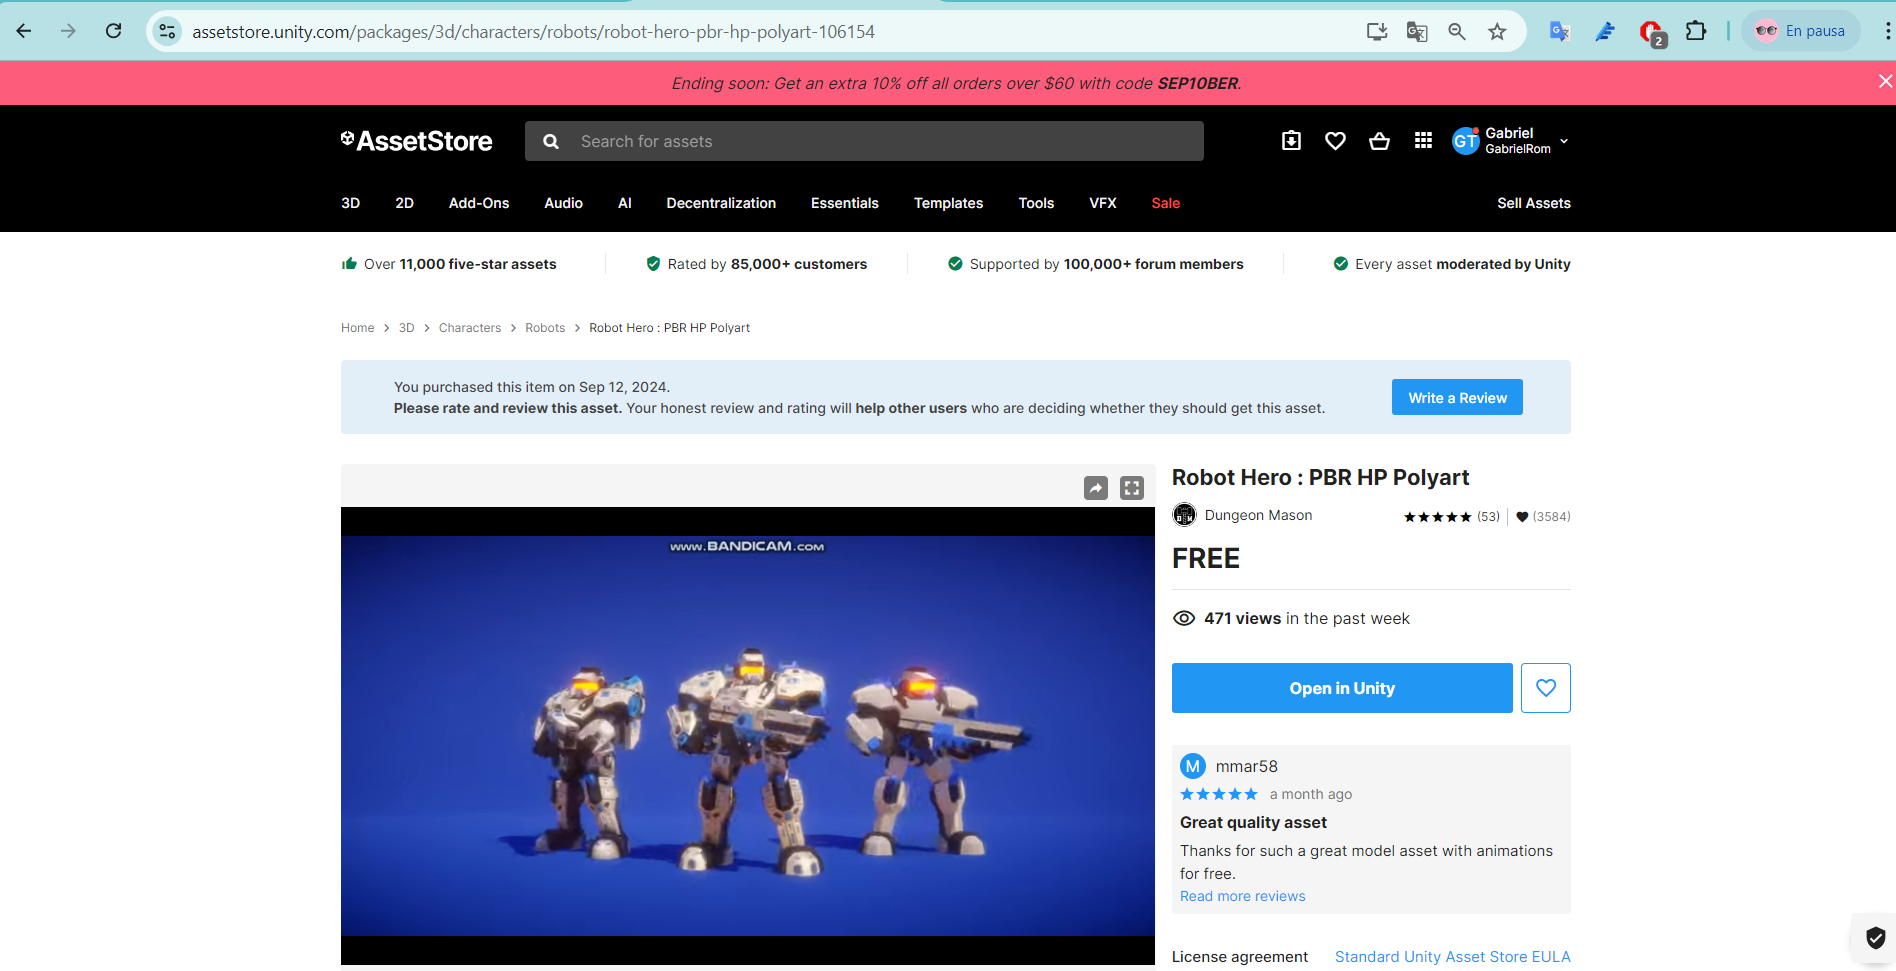 assetstore.unity.com/packages/3d/characters/robots/robot-hero-pbr-hp-polyart-106154
2
En pausa
Ending soon: Get an extra 10% off all orders over $60 with code SEP10BER.
AssetStore
Search for assets
GT
Gabriel
GabrielRom
3D 2D Add-Ons Audio AI Decentralization Essentials Templates Tools VFX Sale Sell Assets
Over 11,000 five-star assets
Rated by 85,000+ customers
Supported by 100,000+ forum members
Every asset moderated by Unity
Home > 3D > Characters > Robots > Robot Hero : PBR HP Polyart
You purchased this item on Sep 12, 2024.
Please rate and review this asset. Your honest review and rating will help other users who are deciding whether they should get this asset.
Write a Review
www.BANDICAM.com
Robot Hero : PBR HP Polyart
Dungeon Mason
(53)
(3584)
FREE
471 views in the past week
Open in Unity
M
mmar58
a month ago
Great quality asset
Thanks for such a great model asset with animations
for free.
Read more reviews
License agreement
Standard Unity Asset Store EULA